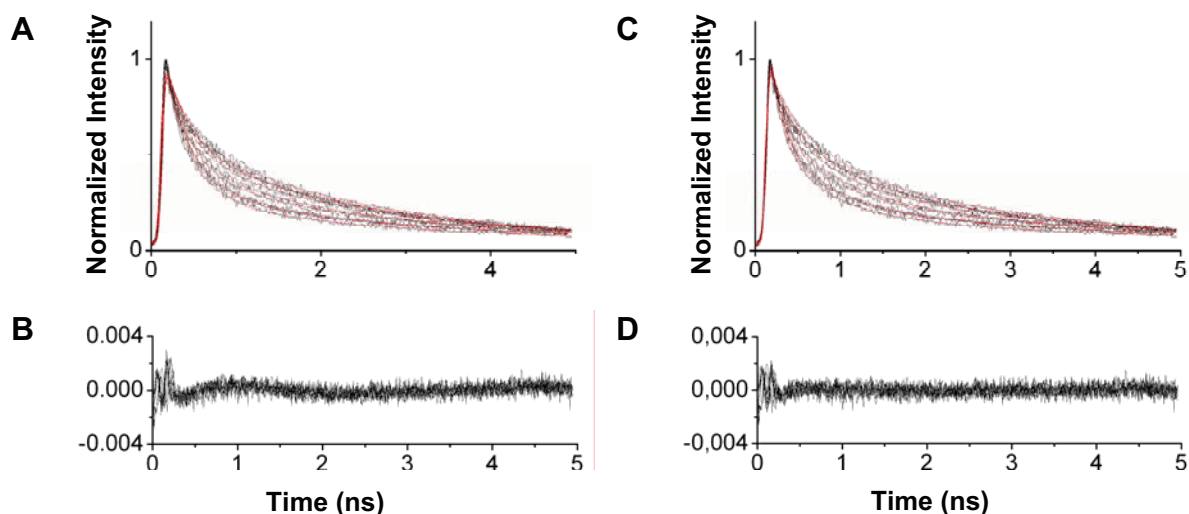 A
Normalized Intensity
1
0
0 2 4
B
0.004
0.000
-0.004
0 1 2 3 4 5
Time (ns)
C
Normalized Intensity
1
0
0 1 2 3 4 5
D
0,004
0,000
-0,004
0 1 2 3 4 5
Time (ns)